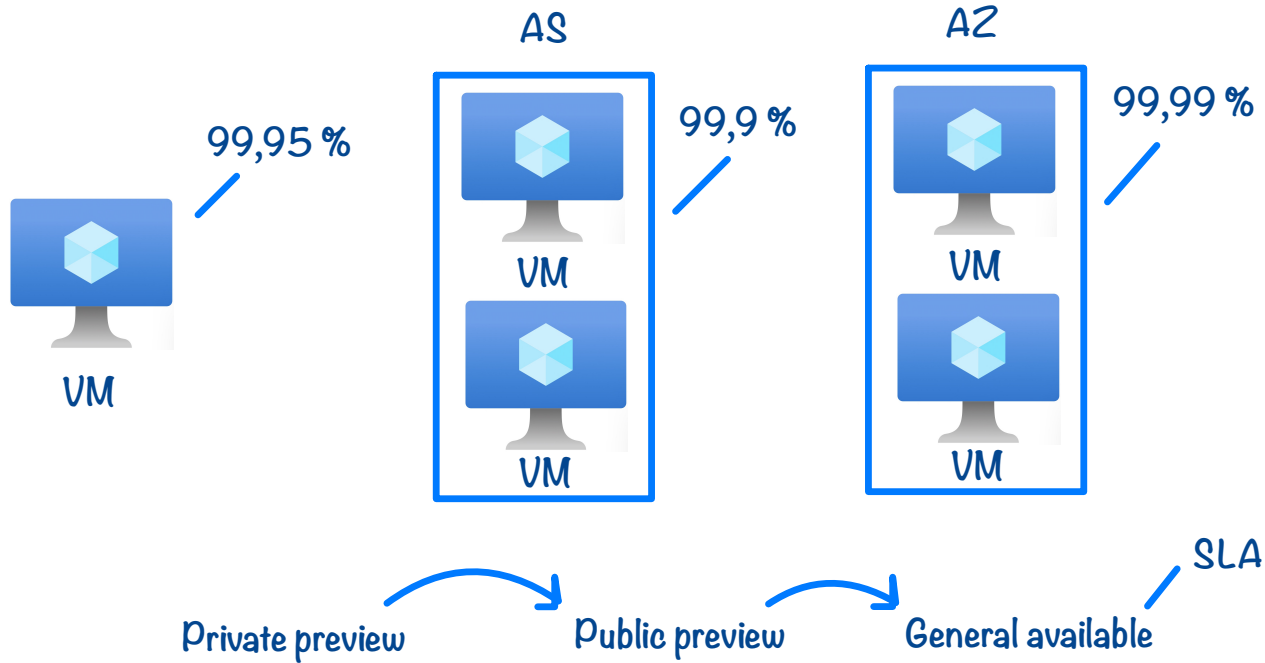 AS
AZ
99,95 %
99,9 %
99,99 %
VM
VM
VM
VM
VM
SLA
Private preview
Public preview
General available